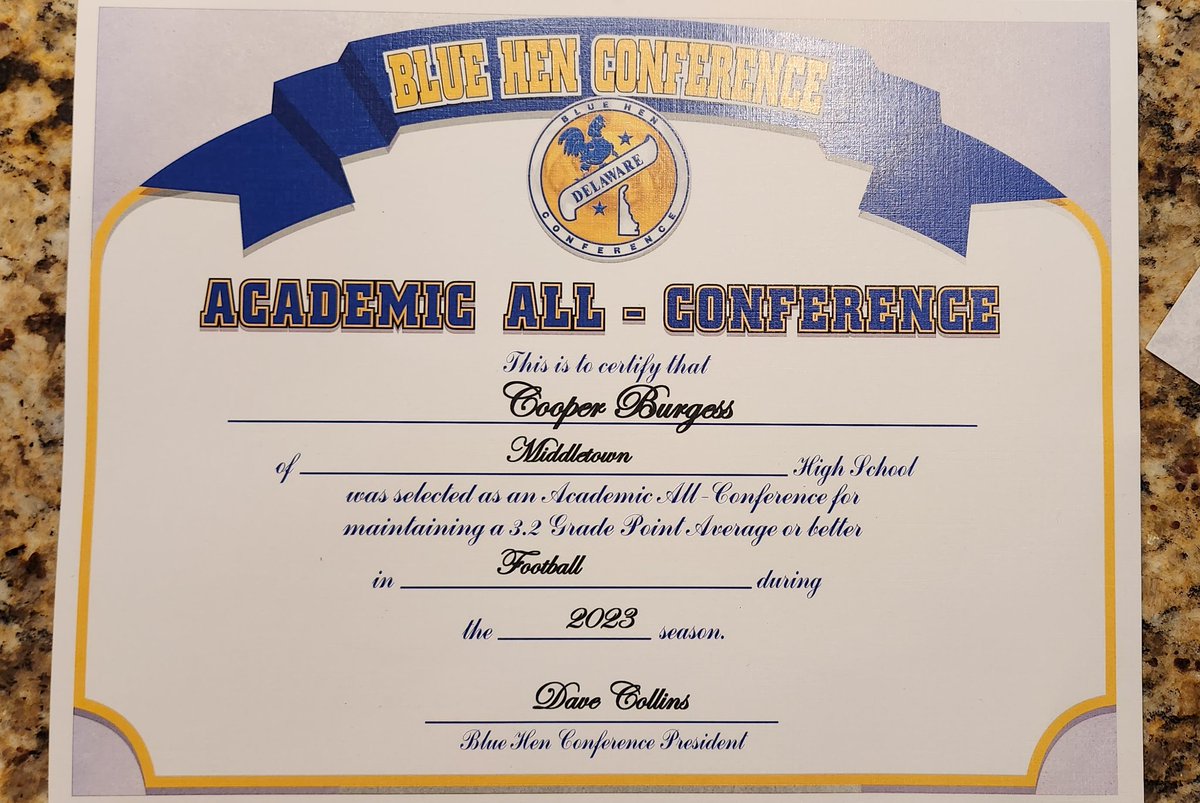 BLUE HEN CONFERENCE
BLUE HEN
DELAWARE
CONFERENCE
ACADEMIC ALL - CONFERENCE
This is to certify that
Cooper Burgess
of Middletown High School
was selected as an Academic All-Conference for
maintaining a 3.2 Grade Point Average or better
in Football during
the 2023 season.
Dave Collins
Blue Hen Conference President